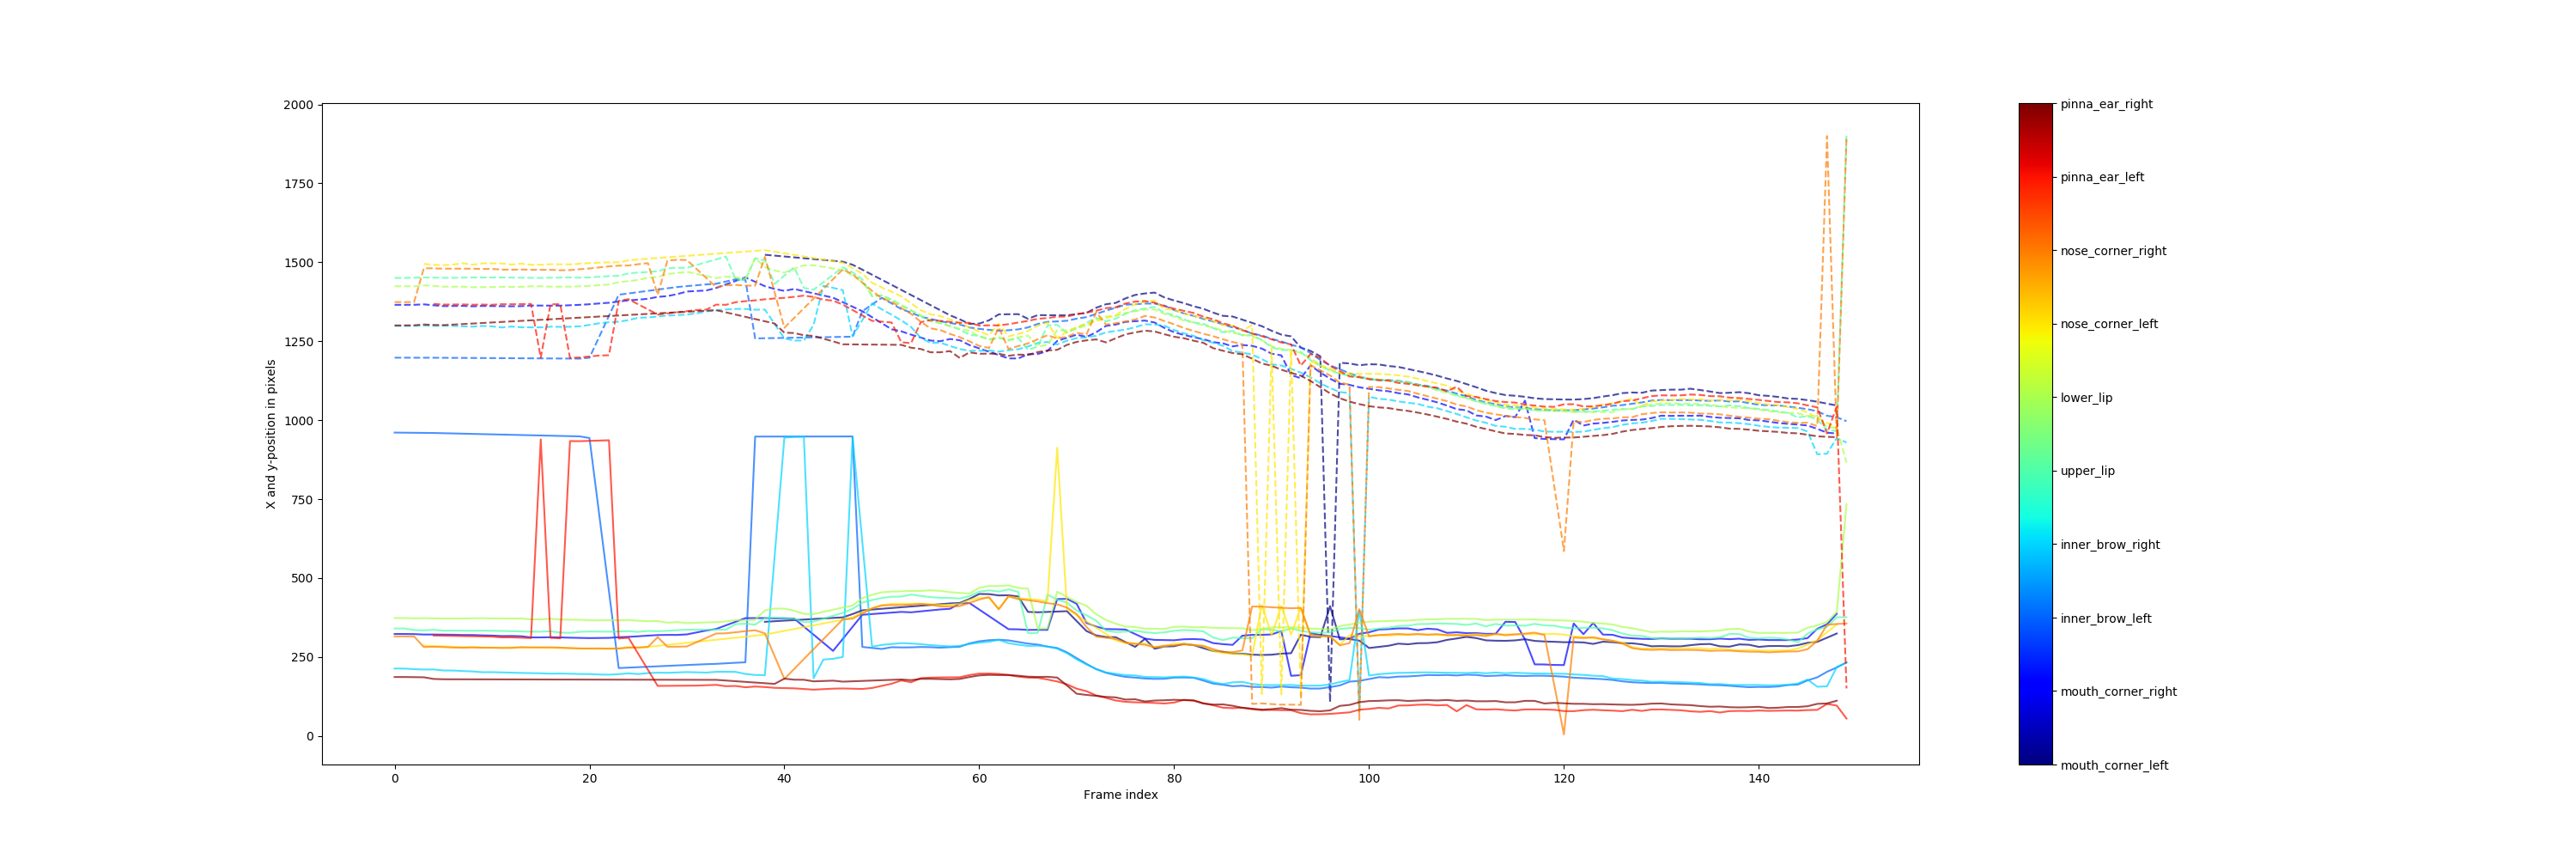 2000
1750
1500
1250
1000
750
500
250
0
X and y-position in pixels
0 20 40 60 80 100 120 140
Frame index
pinna_ear_right
pinna_ear_left
nose_corner_right
nose_corner_left
lower_lip
upper_lip
inner_brow_right
inner_brow_left
mouth_corner_right
mouth_corner_left